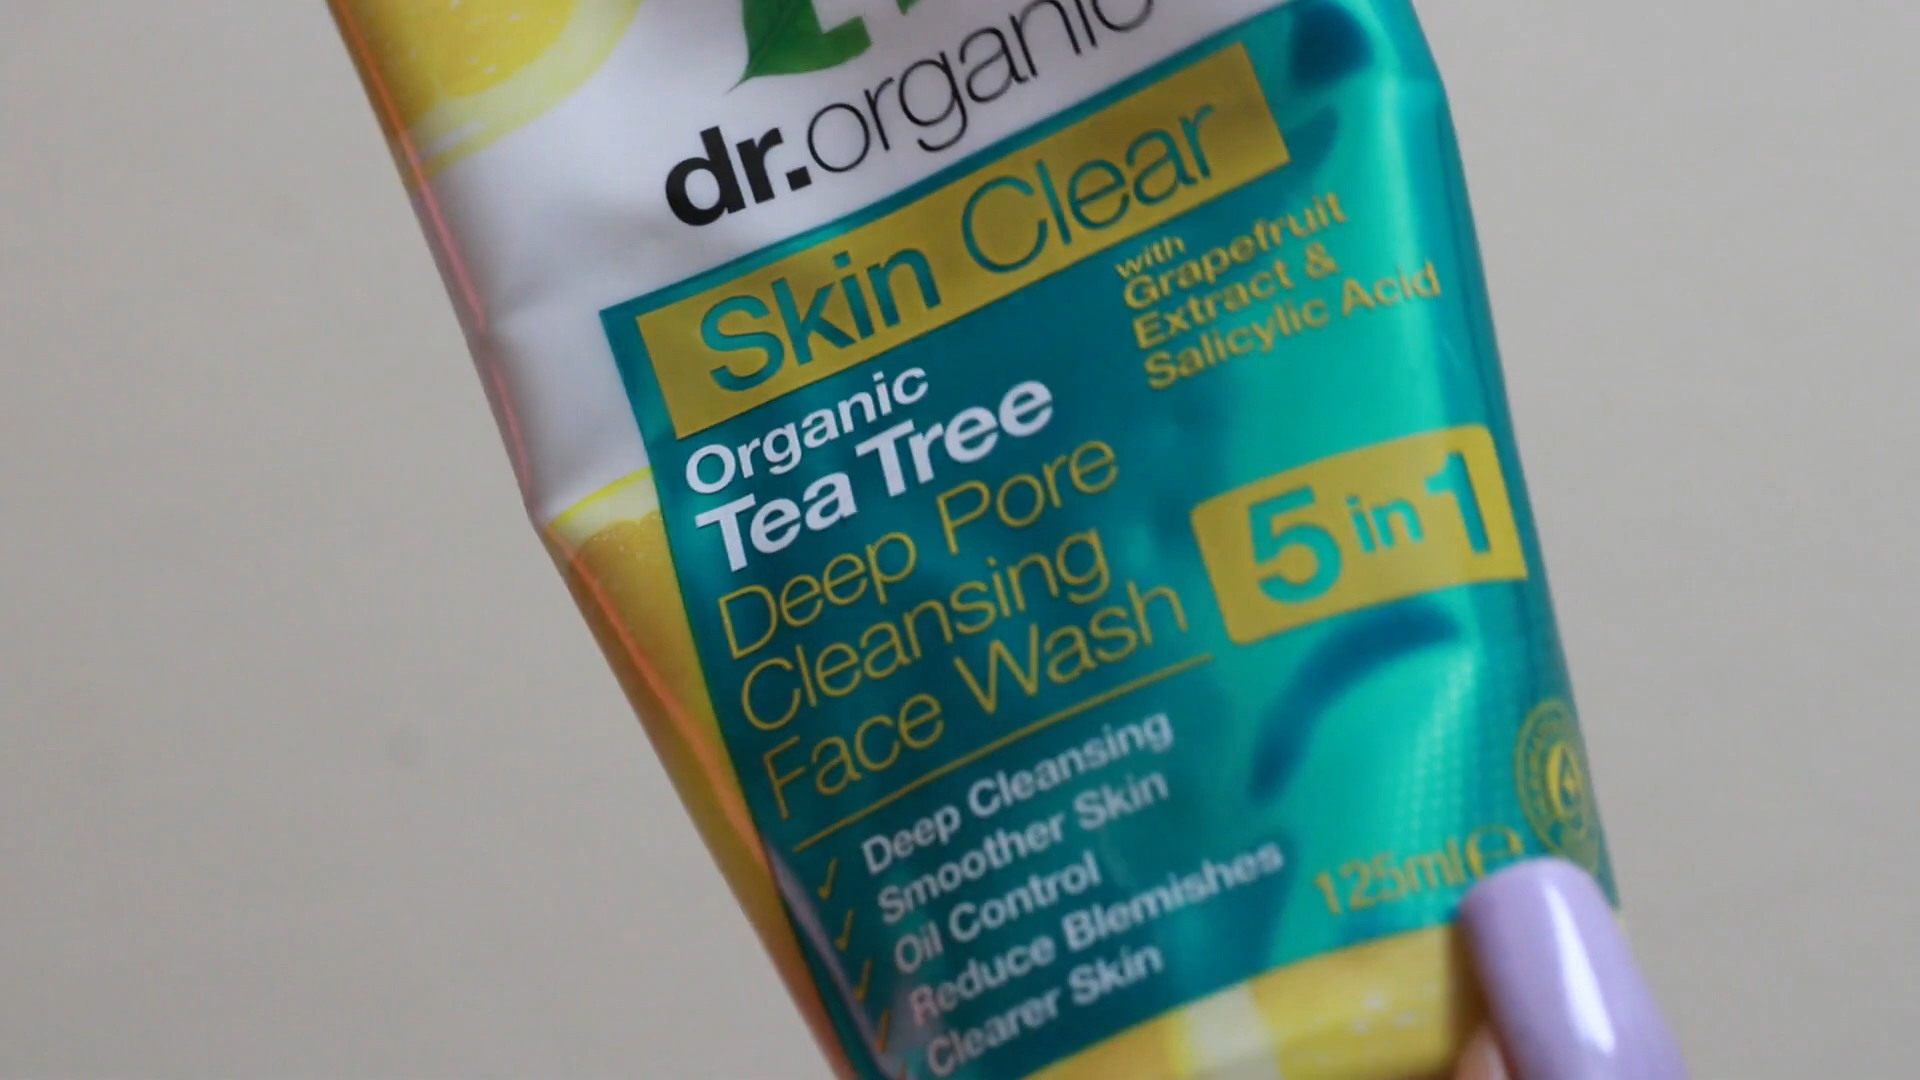 dr.organic
Skin Clear
with
Grapefruit
Extract &
Salicylic Acid
Organic
Tea Tree
Deep Pore
Cleansing
Face Wash
5 in 1
Deep Cleansing
Smoother Skin
Oil Control
Reduce Blemishes
Clearer Skin
125ml℮